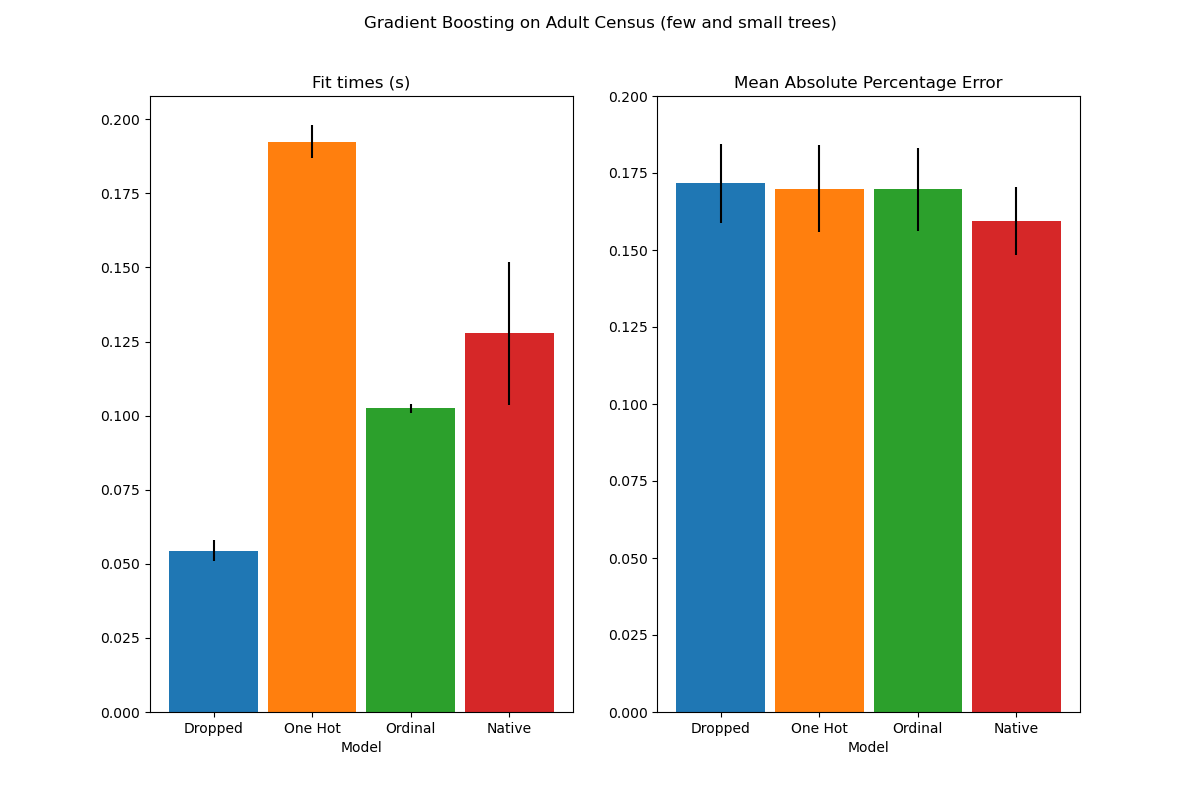 Gradient Boosting on Adult Census (few and small trees)
Fit times (s)
0.200
0.175
0.150
0.125
0.100
0.075
0.050
0.025
0.000
Dropped One Hot Ordinal Native
Model
Mean Absolute Percentage Error
0.200
0.175
0.150
0.125
0.100
0.075
0.050
0.025
0.000
Dropped One Hot Ordinal Native
Model